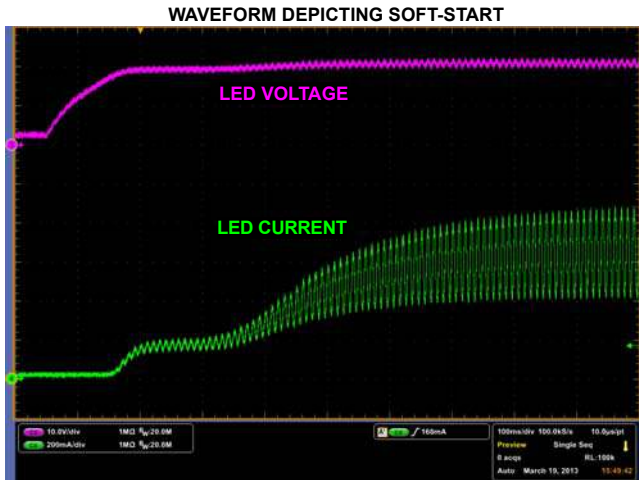 WAVEFORM DEPICTING SOFT-START
LED VOLTAGE
LED CURRENT
10.0V/div 1MΩ BW:20.0M
200mA/div 1MΩ BW:20.0M
A' 160mA
100ms/div 100.0kS/s 10.0µs/pt
Preview Single Seq
0 acqs RL:100k
Auto March 19, 2013 15:49:42